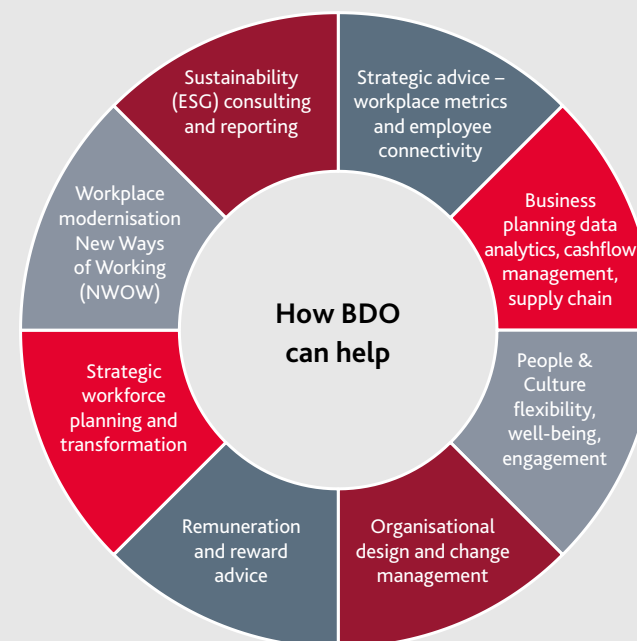 How BDO
can help
Strategic advice –
workplace metrics
and employee
connectivity
Business
planning data
analytics, cashflow
management,
supply chain
People &
Culture
flexibility,
well-being,
engagement
Organisational
design and change
management
Remuneration
and reward
advice
Strategic
workforce
planning and
transformation
Workplace
modernisation
New Ways
of Working
(NWOW)
Sustainability
(ESG) consulting
and reporting